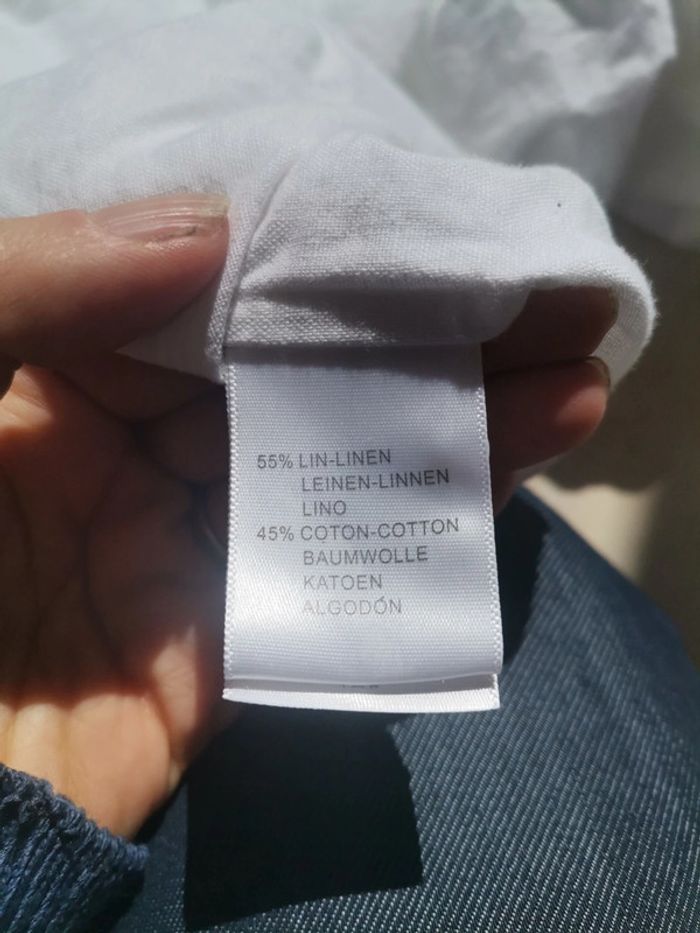 55% LIN-LINEN
LEINEN-LINNEN
LINO
45% COTON-COTTON
BAUMWOLLE
KATOEN
ALGODÓN